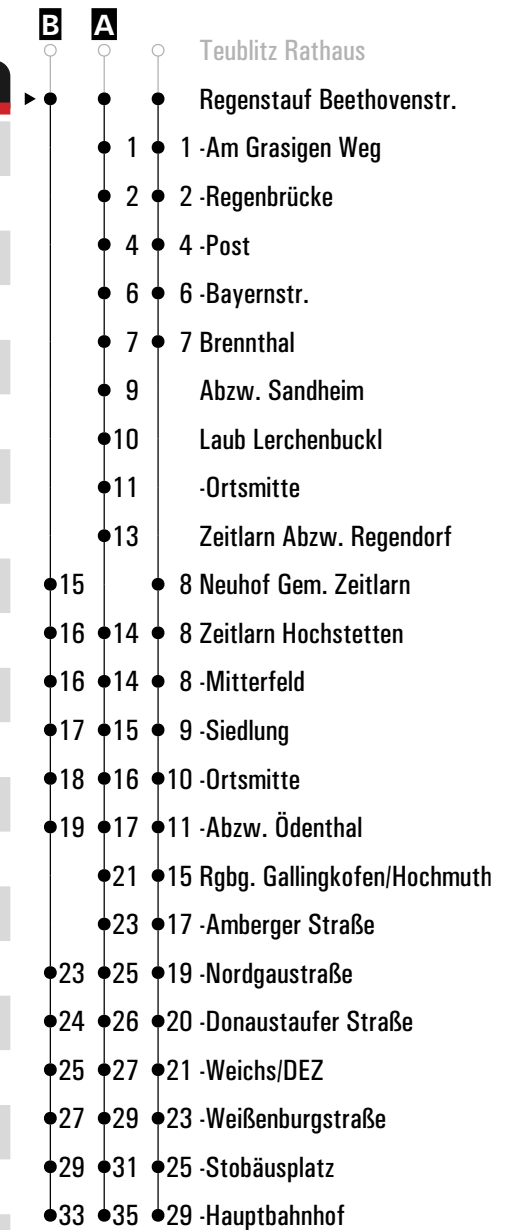 B A
Teublitz Rathaus
Regenstauf Beethovenstr.
1 1 -Am Grasigen Weg
2 2 -Regenbrücke
4 4 -Post
6 6 -Bayernstr.
7 7 Brennthal
9 Abzw. Sandheim
10 Laub Lerchenbuckl
11 -Ortsmitte
13 Zeitlarn Abzw. Regendorf
15 8 Neuhof Gem. Zeitlarn
16 14 8 Zeitlarn Hochstetten
16 14 8 -Mitterfeld
17 15 9 -Siedlung
18 16 10 -Ortsmitte
19 17 11 -Abzw. Ödenthal
21 15 Rgbg. Gallingkofen/Hochmuth
23 17 -Amberger Straße
23 25 19 -Nordgaustraße
24 26 20 -Donaustaufer Straße
25 27 21 -Weichs/DEZ
27 29 23 -Weißenburgstraße
29 31 25 -Stobäusplatz
33 35 29 -Hauptbahnhof